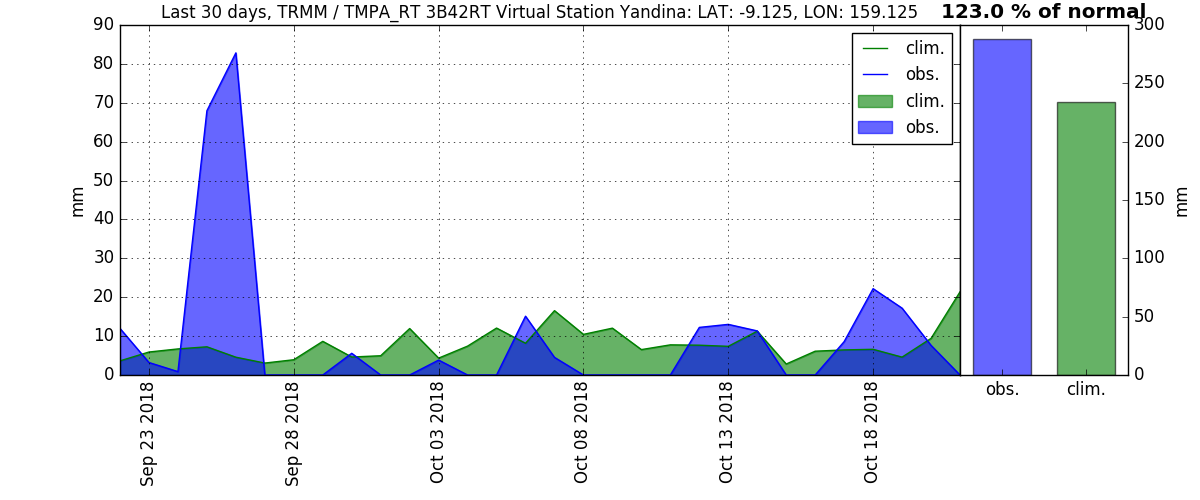 Last 30 days, TRMM / TMPA_RT 3B42RT Virtual Station Yandina: LAT: -9.125, LON: 159.125
123.0 % of normal
90
80
70
60
50
40
30
20
10
0
mm
clim.
obs.
clim.
obs.
300
250
200
150
100
50
0
mm
obs.
clim.
Sep 23 2018
Sep 28 2018
Oct 03 2018
Oct 08 2018
Oct 13 2018
Oct 18 2018